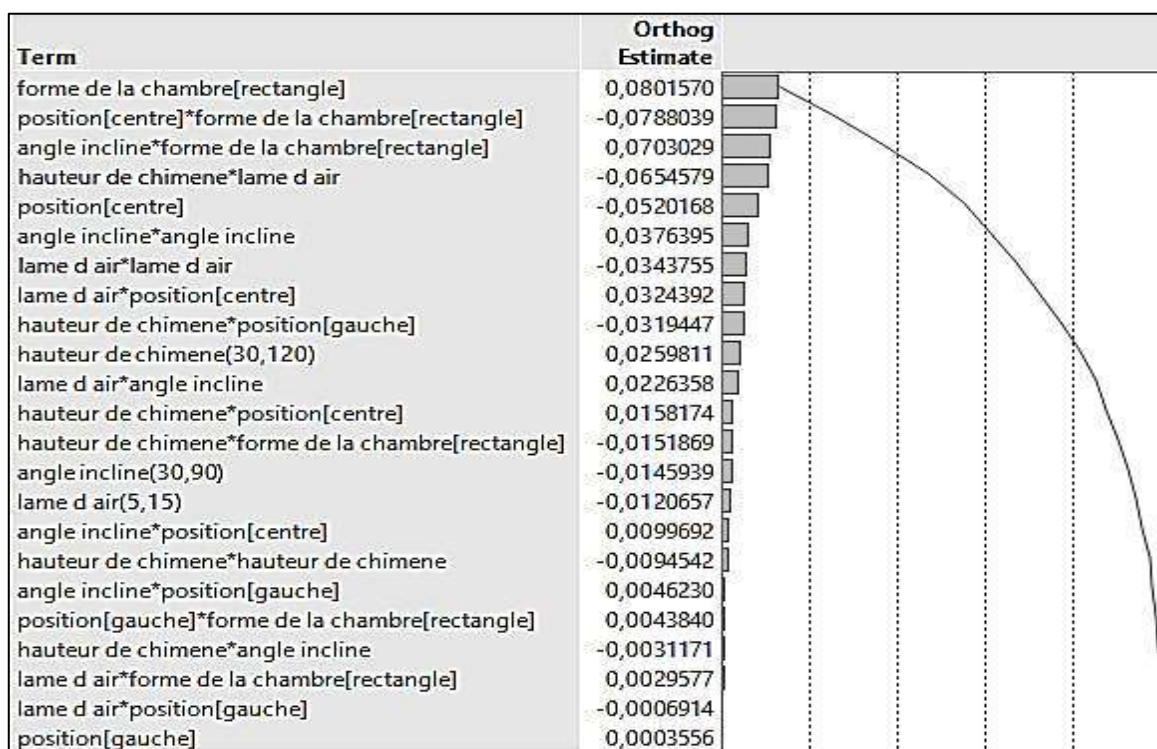 Term Orthog Estimate
forme de la chambre[rectangle] 0,0801570
position[centre]*forme de la chambre[rectangle] -0,0788039
angle incline*forme de la chambre[rectangle] 0,0703029
hauteur de chimene*lame d air -0,0654579
position[centre] -0,0520168
angle incline*angle incline 0,0376395
lame d air*lame d air -0,0343755
lame d air*position[centre] 0,0324392
hauteur de chimene*position[gauche] -0,0319447
hauteur de chimene(30,120) 0,0259811
lame d air*angle incline 0,0226358
hauteur de chimene*position[centre] 0,0158174
hauteur de chimene*forme de la chambre[rectangle] -0,0151869
angle incline(30,90) -0,0145939
lame d air(5,15) -0,0120657
angle incline*position[centre] 0,0099692
hauteur de chimene*hauteur de chimene -0,0094542
angle incline*position[gauche] 0,0046230
position[gauche]*forme de la chambre[rectangle] 0,0043840
hauteur de chimene*angle incline -0,0031171
lame d air*forme de la chambre[rectangle] 0,0029577
lame d air*position[gauche] -0,0006914
position[gauche] 0,0003556